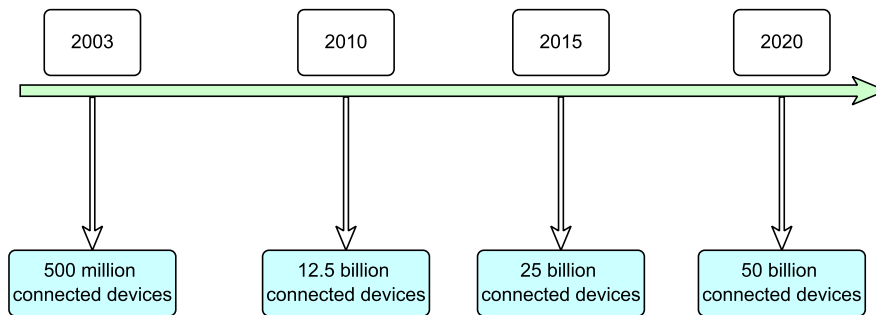 2003
2010
2015
2020
500 million
connected devices
12.5 billion
connected devices
25 billion
connected devices
50 billion
connected devices